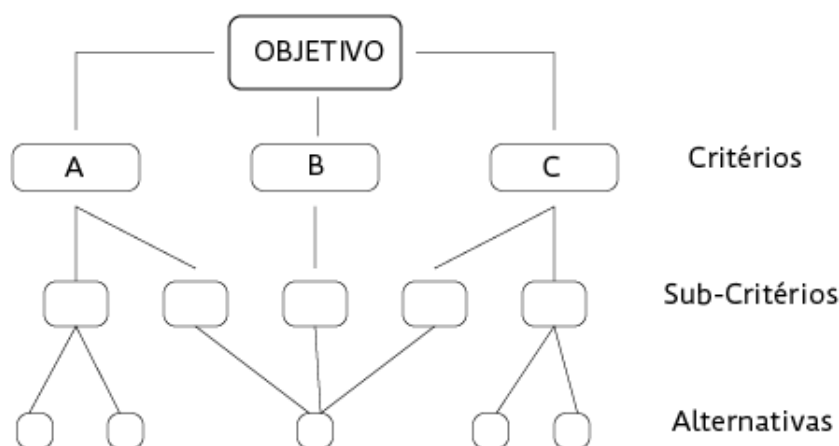 OBJETIVO
A
B
C
Critérios
Sub-Critérios
Alternativas